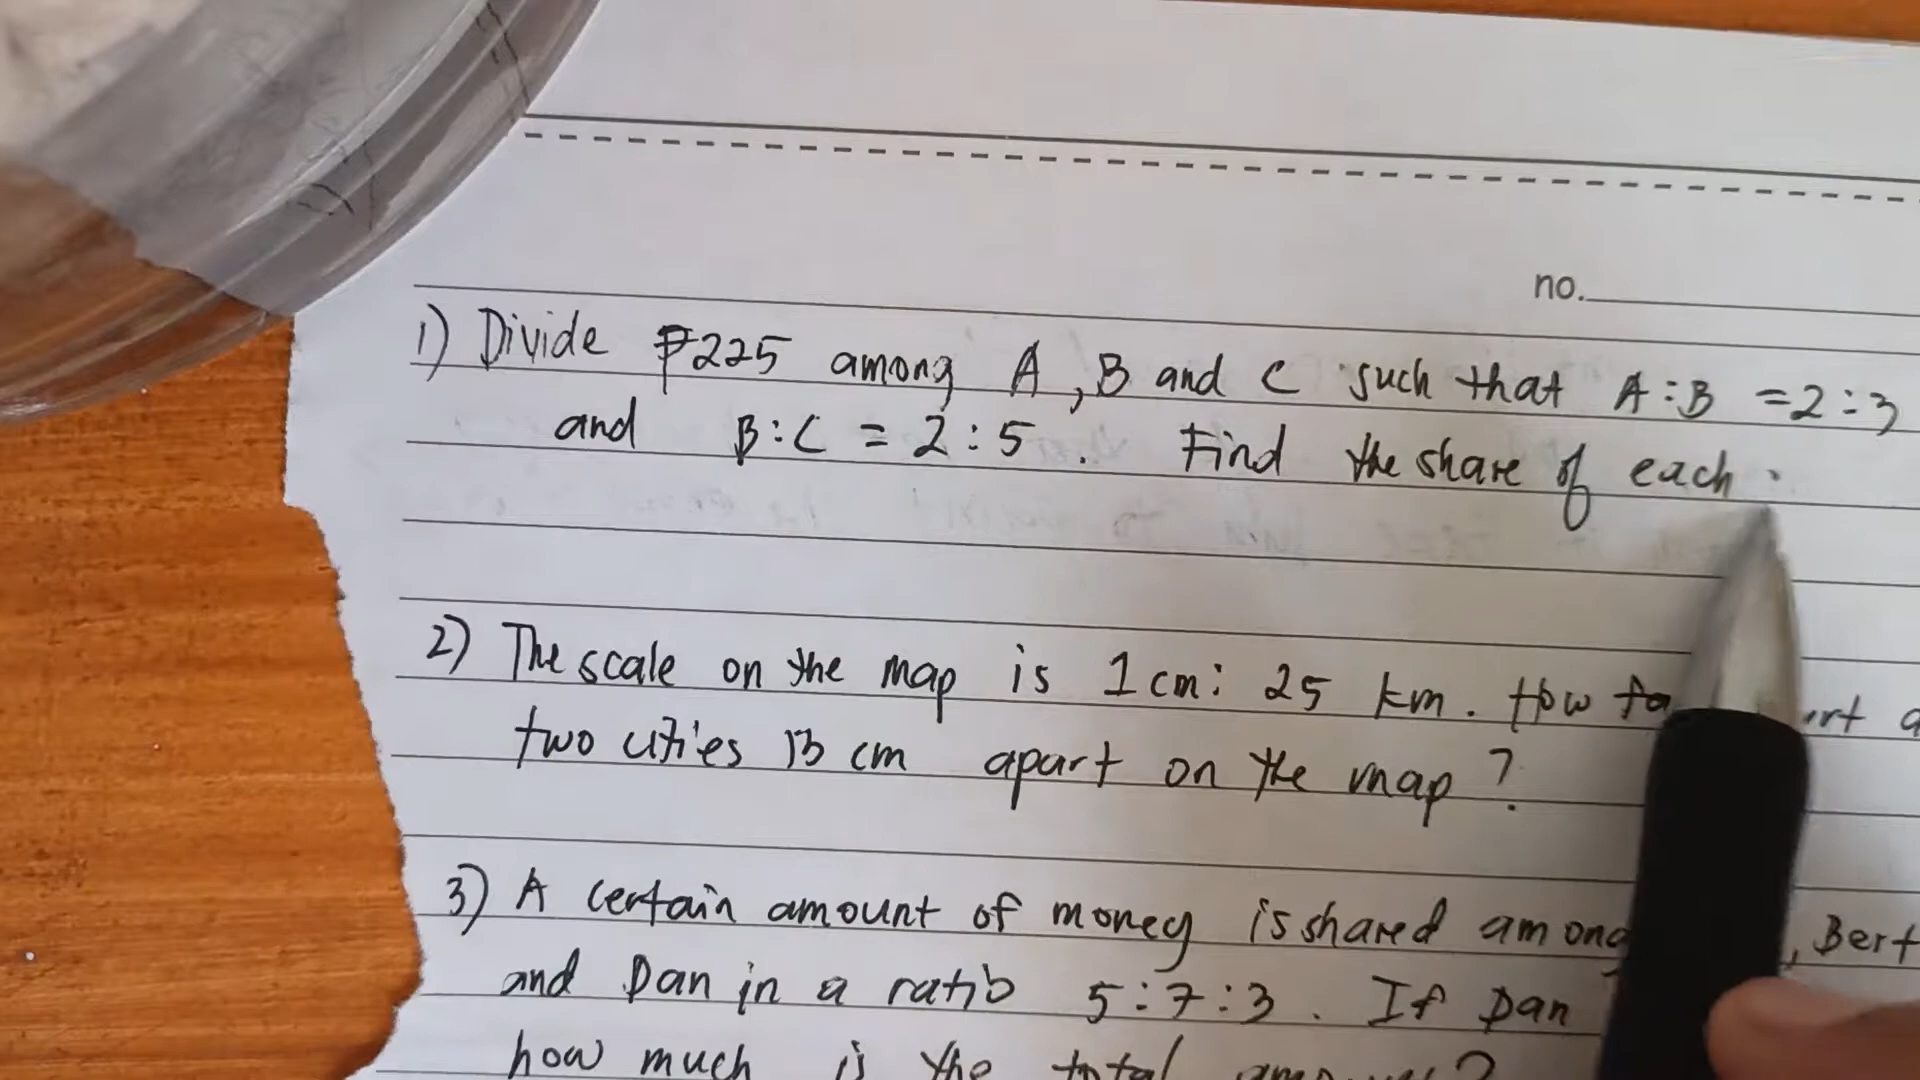 no.
1) Divide ₱225 among A, B and C such that A:B = 2:3
and B:C = 2:5. Find the share of each.
2) The scale on the map is 1 cm: 25 km. How
two cities 13 cm apart on the map?
3) A certain amount of money is shared among , Bert
and Dan in a ratio 5:7:3. If Dan
how much is the total